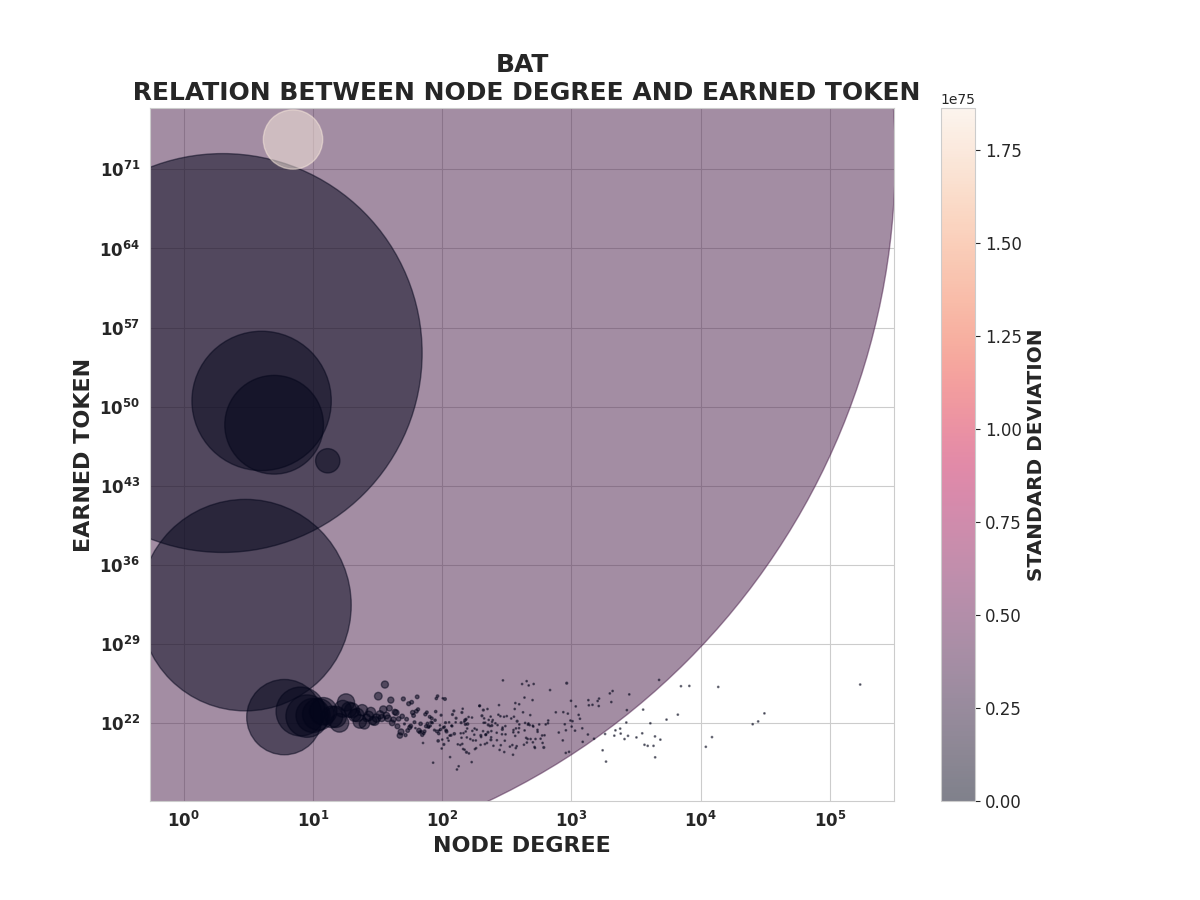 BAT
RELATION BETWEEN NODE DEGREE AND EARNED TOKEN
1e75
10^71
10^64
10^57
10^50
10^43
10^36
10^29
10^22
EARNED TOKEN
10^0 10^1 10^2 10^3 10^4 10^5
NODE DEGREE
1.75
1.50
1.25
1.00
0.75
0.50
0.25
0.00
STANDARD DEVIATION